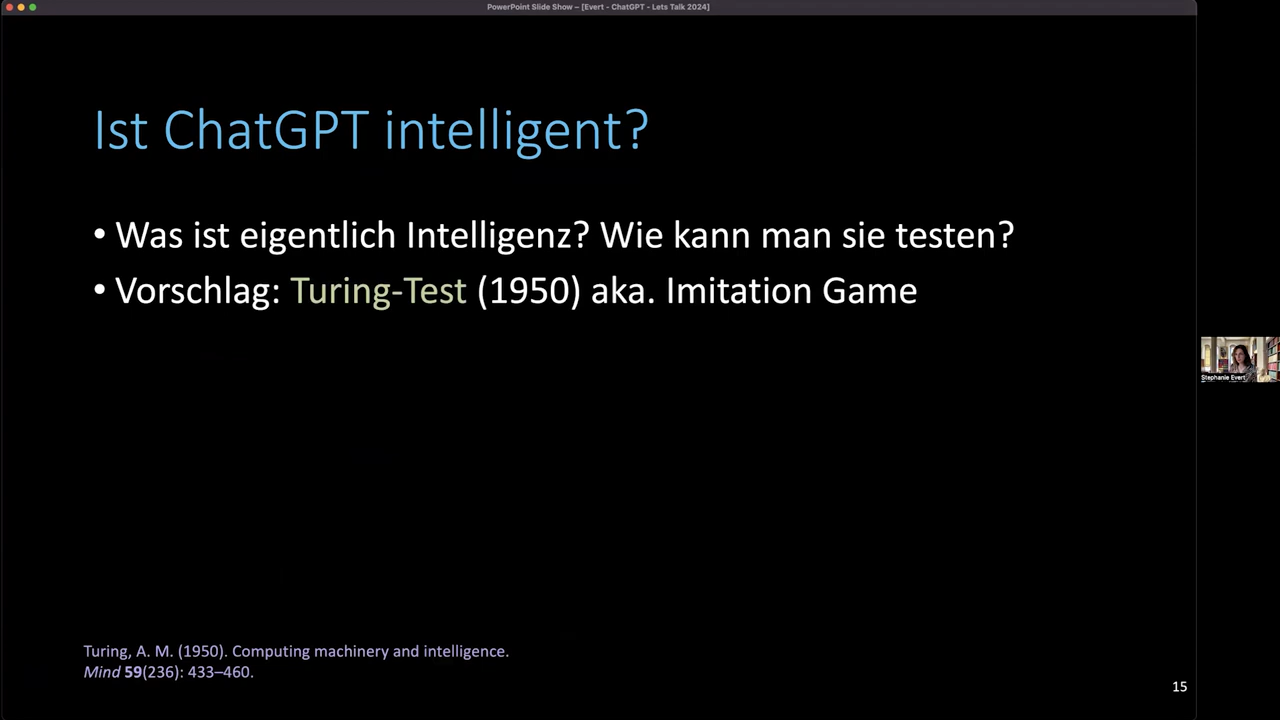 PowerPoint Slide Show – [Evert - ChatGPT - Lets Talk 2024]
Ist ChatGPT intelligent?
• Was ist eigentlich Intelligenz? Wie kann man sie testen?
• Vorschlag: Turing-Test (1950) aka. Imitation Game
Stephanie Evert
Turing, A. M. (1950). Computing machinery and intelligence.
Mind 59(236): 433–460.
15